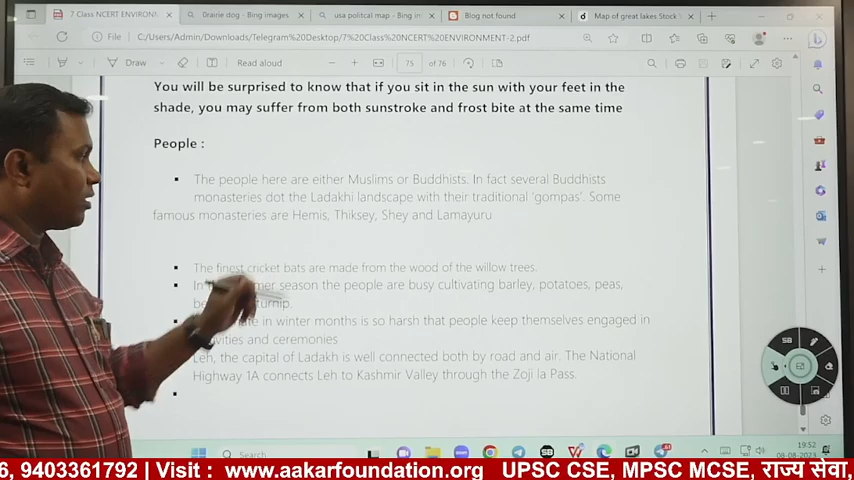 7 Class NCERT ENVIRON
0rairie dog - Bing images
usa politcal map - Bing im
Blog not found
Map of great lakes Stock
File
C:/Users/Admin/Downloads/Telegram%20Desktop/7%20Class%20NCERT%20ENVIRONMENT-2.pdf
Draw
Read aloud
75
of 76
You will be surprised to know that if you sit in the sun with your feet in the
shade, you may suffer from both sunstroke and frost bite at the same time
People :
▪ The people here are either Muslims or Buddhists. In fact several Buddhists
monasteries dot the Ladakhi landscape with their traditional 'gompas'. Some
famous monasteries are Hemis, Thiksey, Shey and Lamayuru
▪ The finest cricket bats are made from the wood of the willow trees.
▪ In season the people are busy cultivating barley, potatoes, peas,
turnip.
in winter months is so harsh that people keep themselves engaged in
and ceremonies
Leh, the capital of Ladakh is well connected both by road and air. The National
Highway 1A connects Leh to Kashmir Valley through the Zoji la Pass.
▪
SB
Search
SB
19:52
08-08-2023
6, 9403361792 | Visit : www.aakarfoundation.org UPSC CSE, MPSC MCSE, राज्य सेवा,